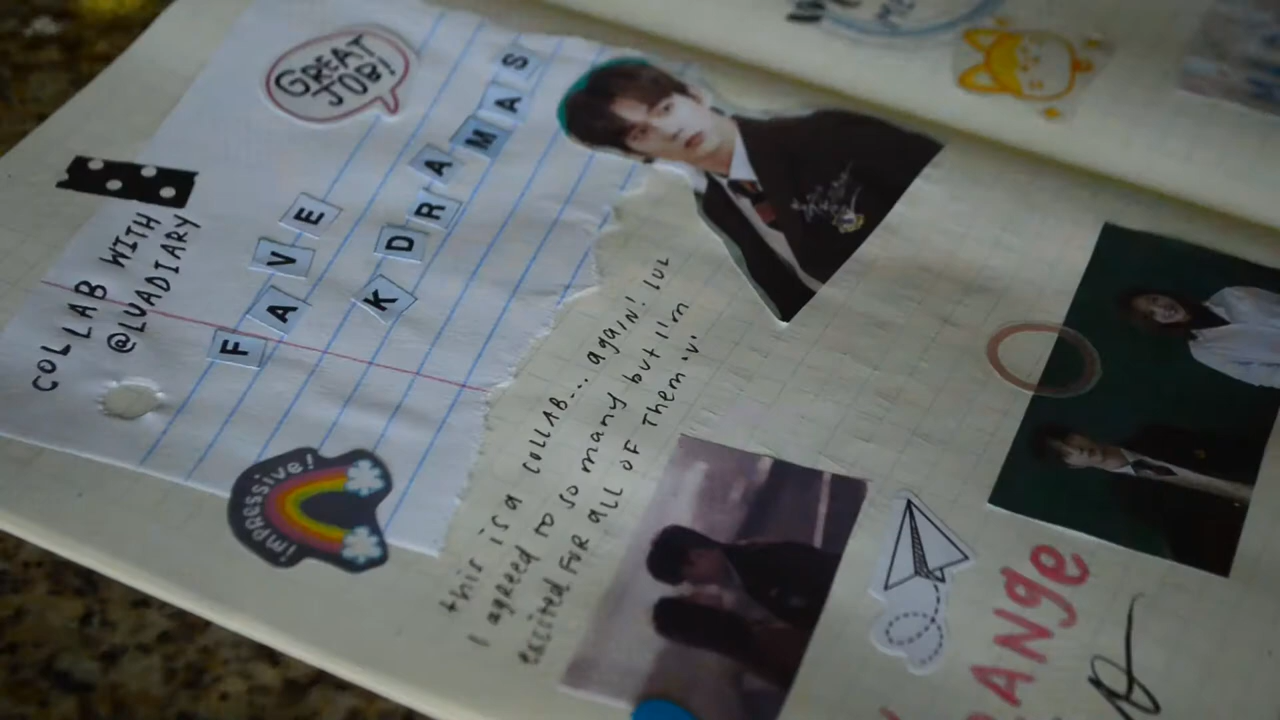 GREAT
JOB!
COLLAB WITH
@LUADIARY
FAVE
KDRAMAS
impressive!
this is a collab... again! lol
I agreed to so many but I'm
excited for all of them 'v'
ange